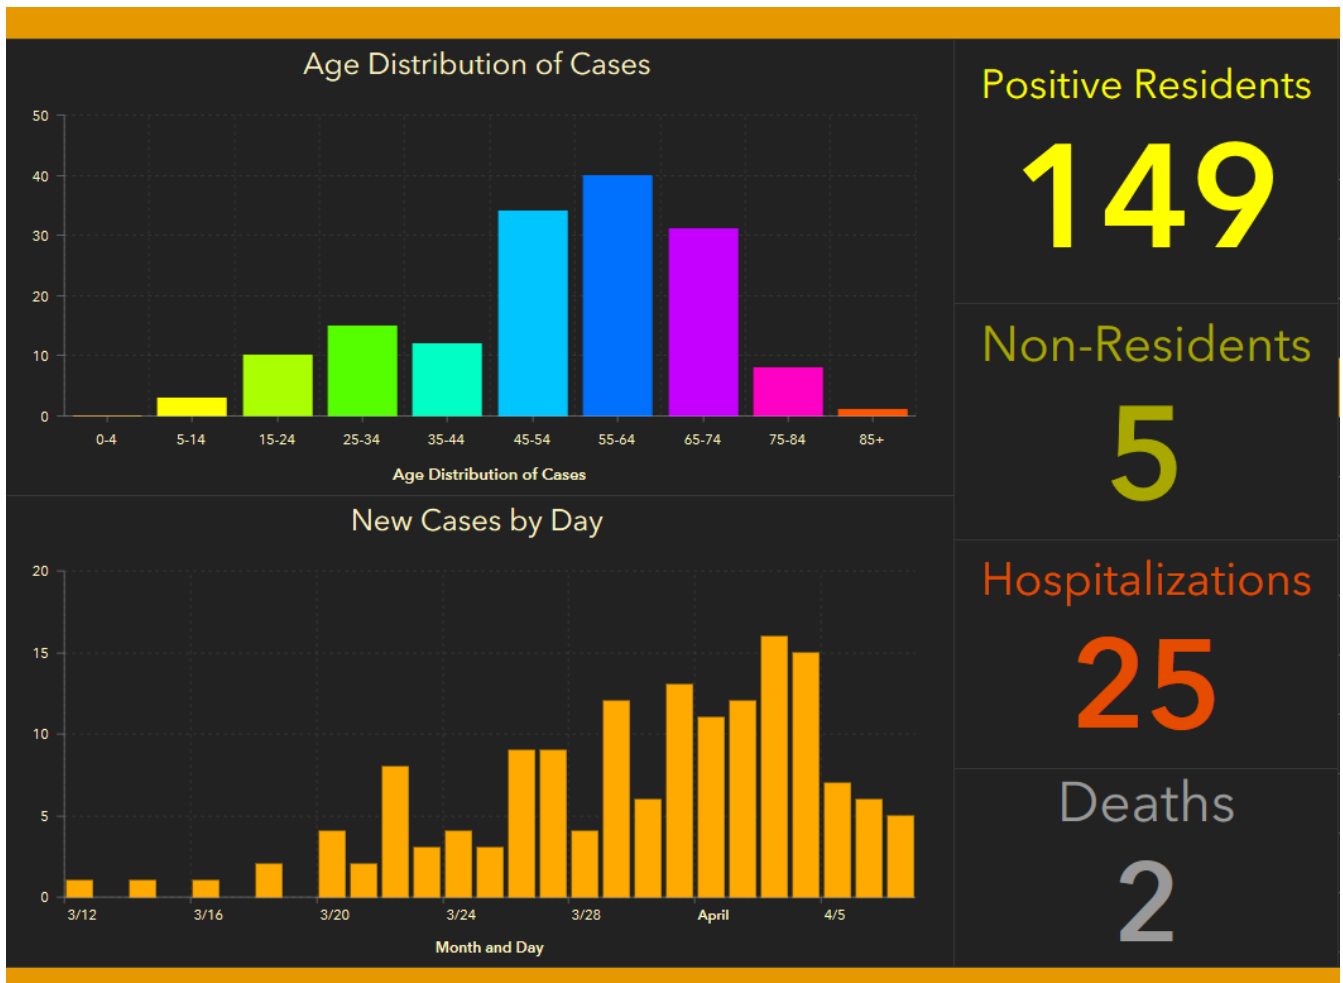 Age Distribution of Cases
50
40
30
20
10
0
0-4 5-14 15-24 25-34 35-44 45-54 55-64 65-74 75-84 85+
Age Distribution of Cases
New Cases by Day
20
15
10
5
0
3/12 3/16 3/20 3/24 3/28 April 4/5
Month and Day
Positive Residents
149
Non-Residents
5
Hospitalizations
25
Deaths
2